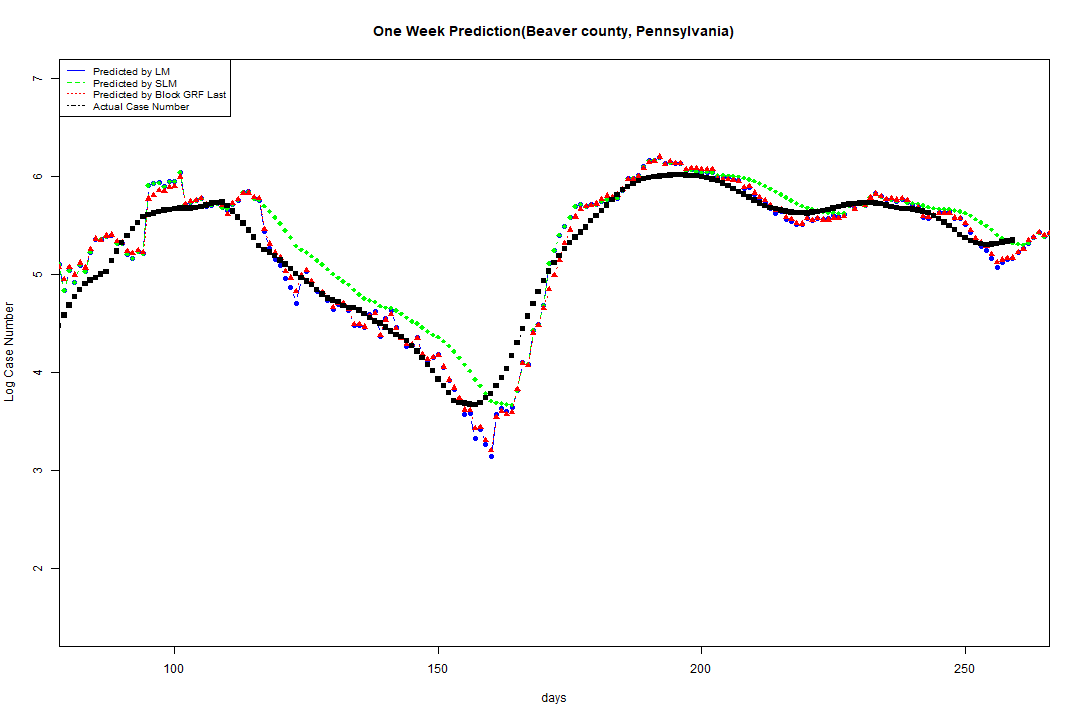 One Week Prediction(Beaver county, Pennsylvania)
Predicted by LM
Predicted by SLM
Predicted by Block GRF Last
Actual Case Number
7
6
5
4
3
2
Log Case Number
100 150 200 250
days